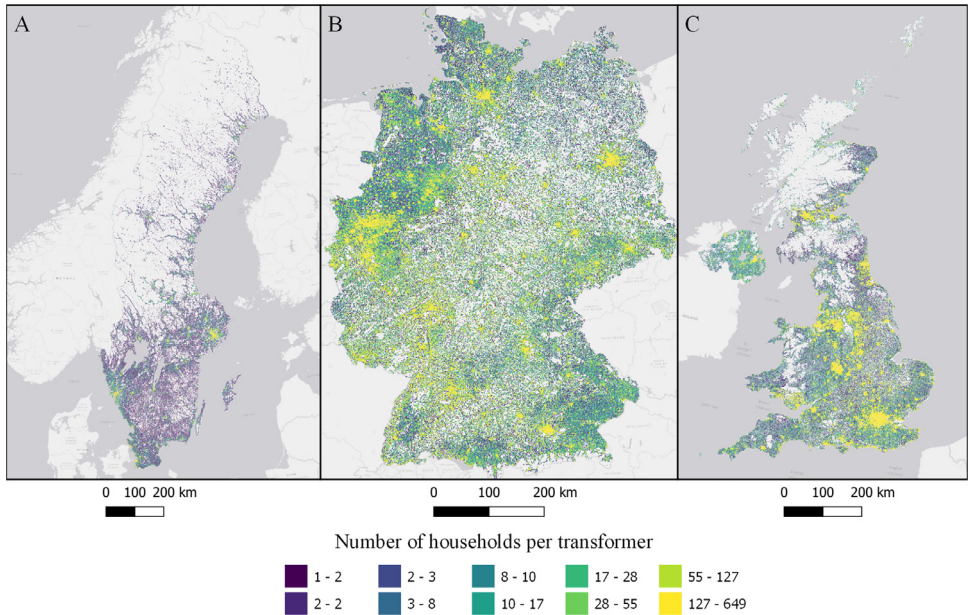 A B C
0 100 200 km 0 100 200 km 0 100 200 km
Number of households per transformer
1 - 2 2 - 3 8 - 10 17 - 28 55 - 127
2 - 2 3 - 8 10 - 17 28 - 55 127 - 649